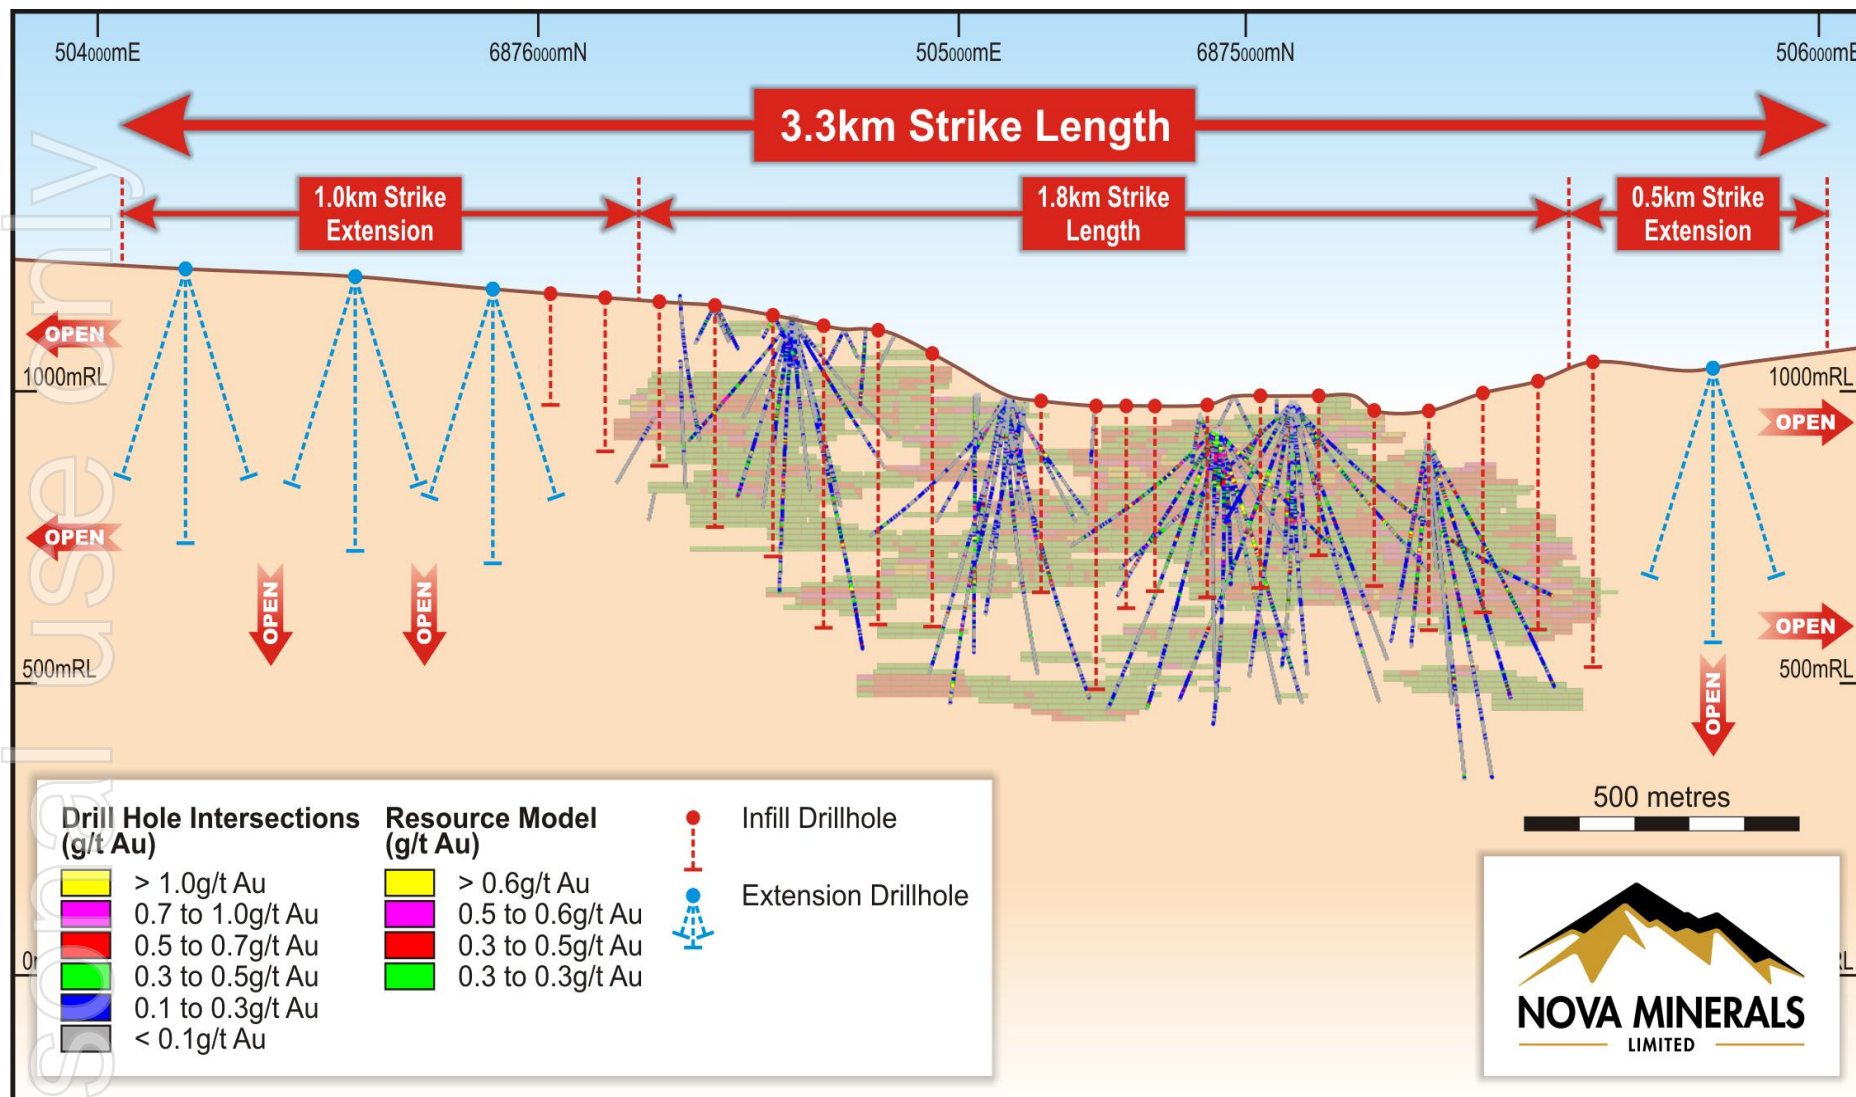 504000mE
6876000mN
505000mE
6875000mN
506000mE
3.3km Strike Length
1.0km Strike
Extension
1.8km Strike
Length
0.5km Strike
Extension
OPEN
1000mRL
1000mRL
OPEN
OPEN
OPEN
OPEN
OPEN
500mRL
500mRL
OPEN
500 metres
Drill Hole Intersections
(g/t Au)
> 1.0g/t Au
0.7 to 1.0g/t Au
0.5 to 0.7g/t Au
0.3 to 0.5g/t Au
0.1 to 0.3g/t Au
< 0.1g/t Au
Resource Model
(g/t Au)
> 0.6g/t Au
0.5 to 0.6g/t Au
0.3 to 0.5g/t Au
0.3 to 0.3g/t Au
Infill Drillhole
Extension Drillhole
NOVA MINERALS
LIMITED
sonal use only